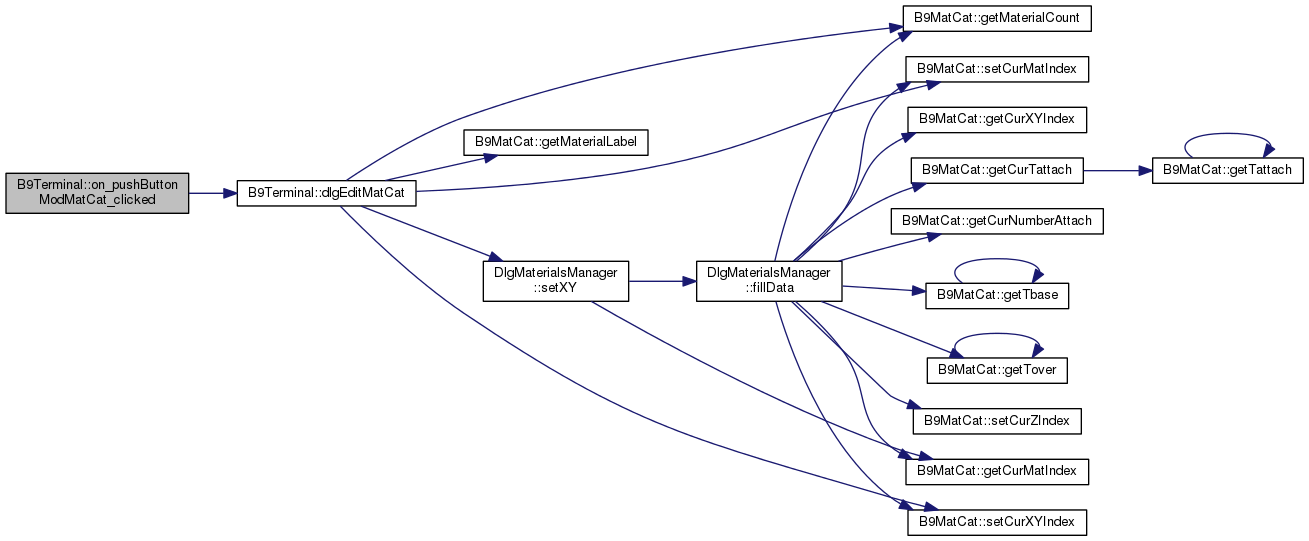 B9MatCat::getMaterialCount
B9MatCat::setCurMatIndex
B9MatCat::getCurXYIndex
B9MatCat::getMaterialLabel
B9MatCat::getCurTattach
B9MatCat::getTattach
B9Terminal::on_pushButton
ModMatCat_clicked
B9Terminal::dlgEditMatCat
B9MatCat::getCurNumberAttach
DlgMaterialsManager
::setXY
DlgMaterialsManager
::fillData
B9MatCat::getTbase
B9MatCat::getTover
B9MatCat::setCurZIndex
B9MatCat::getCurMatIndex
B9MatCat::setCurXYIndex